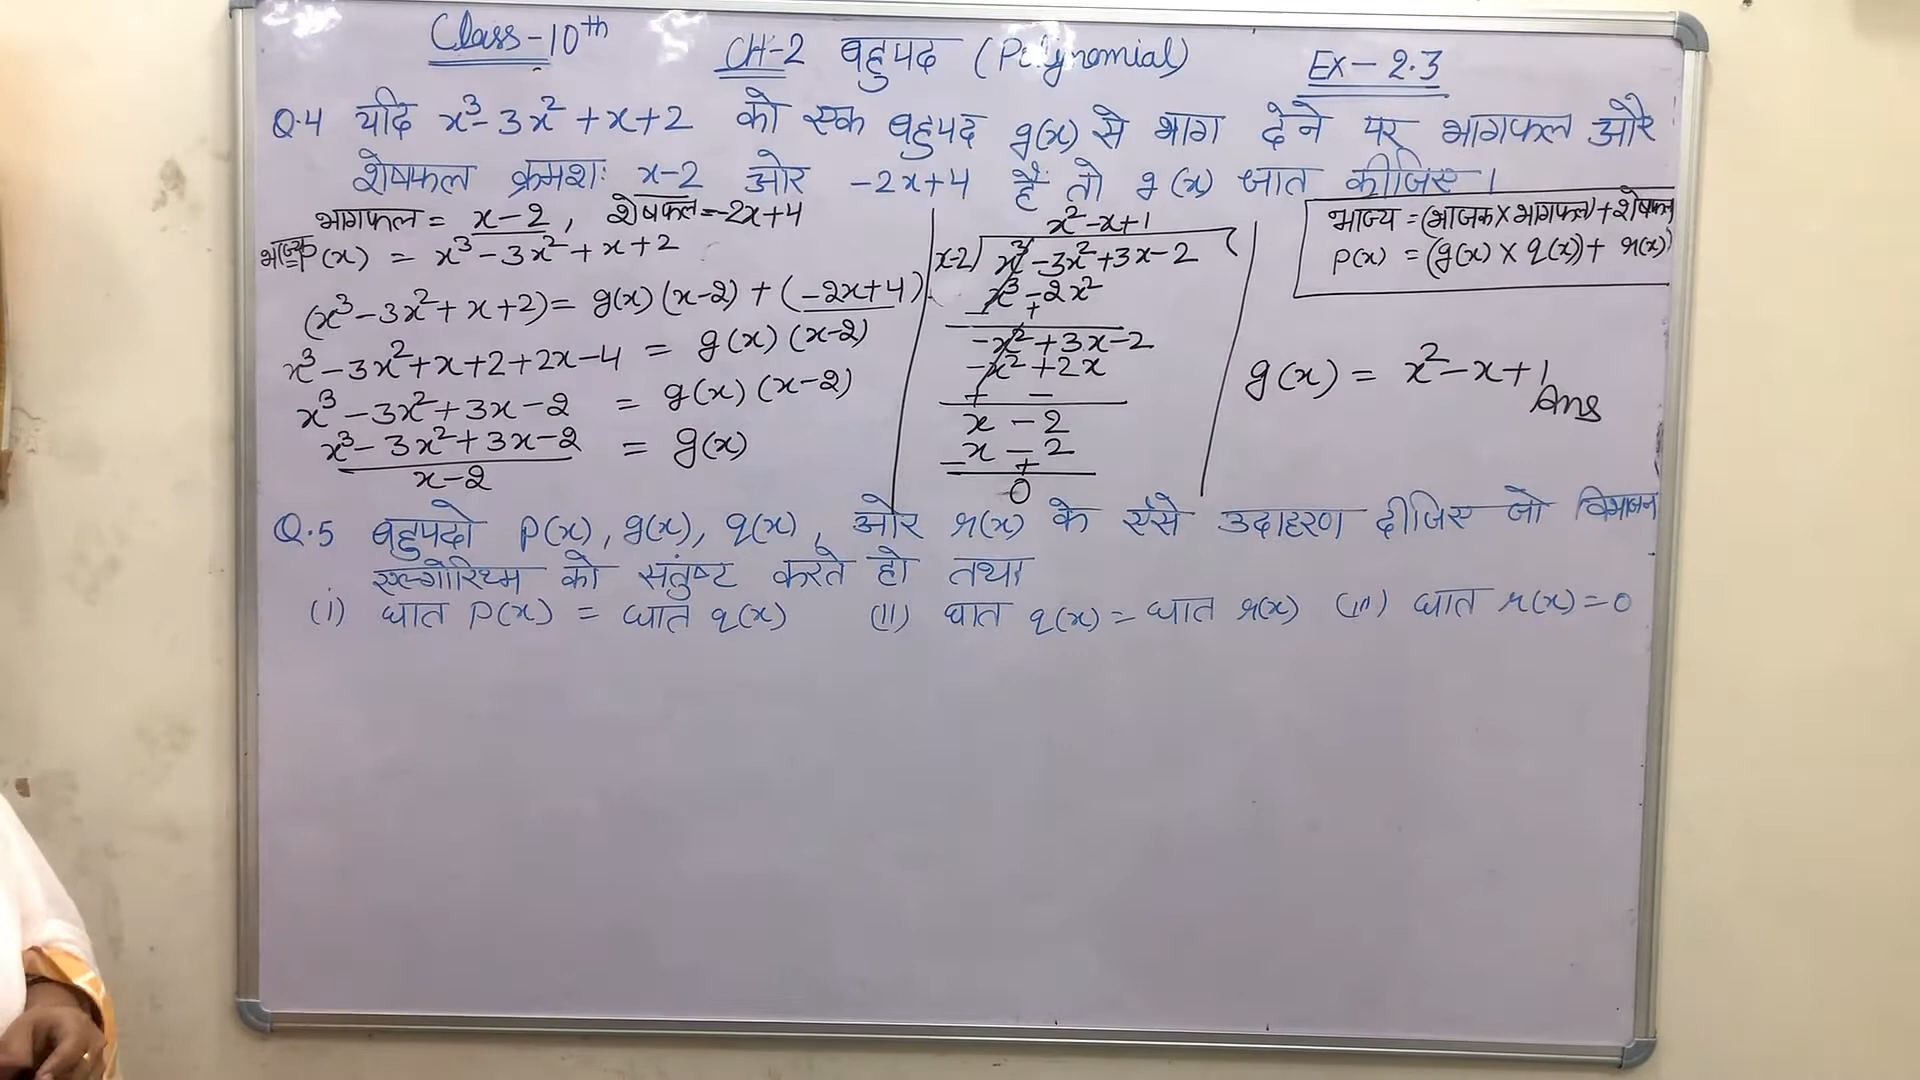 Class-10th
CH-2 बहुपद (Polynomial)
Ex-2.3
Q.4 यदि x³-3x²+x+2 को एक बहुपद g(x) से भाग देने पर भागफल और
शेषफल क्रमशः x-2 और -2x+4 है तो g(x) ज्ञात कीजिए।
भागफल = x-2, शेषफल=-2x+4
भाज्य P(x) = x³-3x²+x+2
(x³-3x²+x+2)= g(x)(x-2)+(-2x+4)
x³-3x²+x+2+2x-4 = g(x)(x-2)
x³-3x²+3x-2 = g(x)(x-2)
x³-3x²+3x-2 = g(x)
x-2
x²-x+1
x-2) x³-3x²+3x-2 (
x³-2x²
- +
-x²+3x-2
-x²+2x
+ -
x-2
x-2
- +
0
भाज्य =(भाजक×भागफल)+शेषफल
P(x) =(g(x)×q(x))+r(x)
g(x) = x²-x+1
Ans
Q.5 बहुपदो P(x), g(x), q(x), और r(x) के ऐसे उदाहरण दीजिए जो विभाजन
एल्गोरिथ्म को संतुष्ट करते हो तथा
(i) घात P(x) = घात q(x) (ii) घात q(x)= घात r(x) (iii) घात r(x)=0